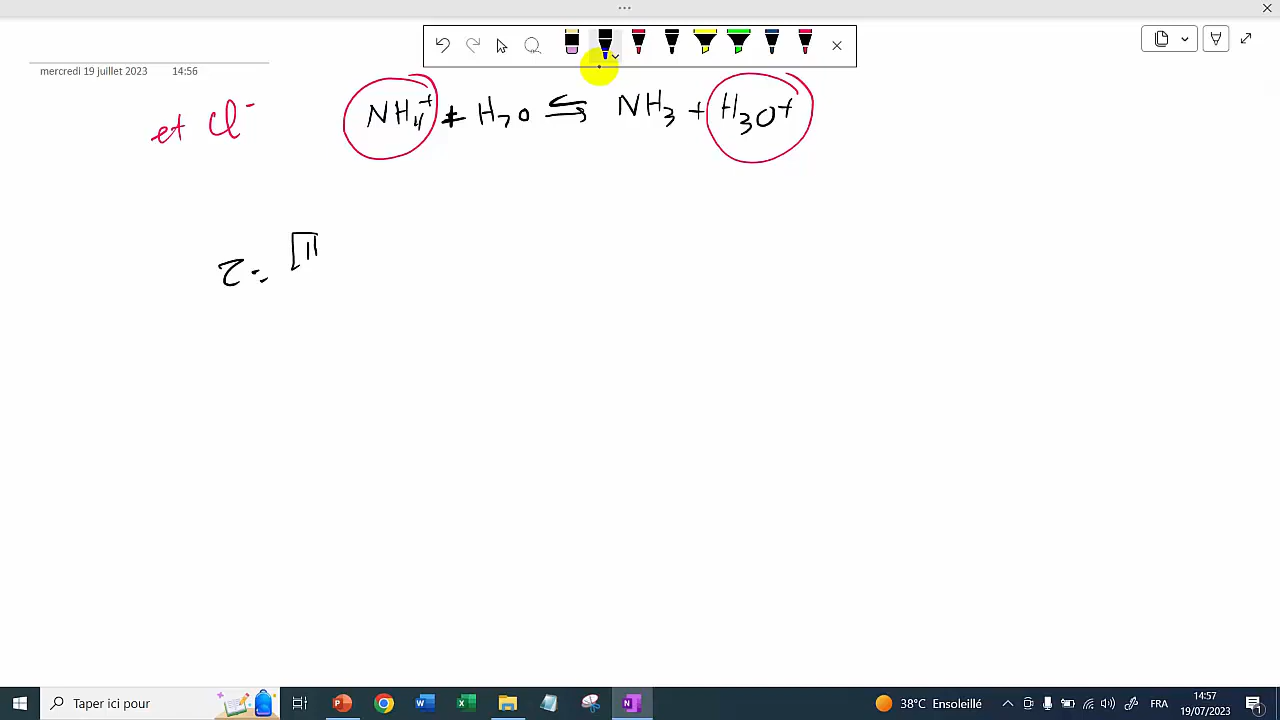 mercredi 19 juillet 2023 14:56
et Cl⁻ NH₄⁺ + H₂O ⇌ NH₃ + H₃O⁺
τ =
Taper ici pour
38°C Ensoleillé
FRA
14:57
19/07/2023